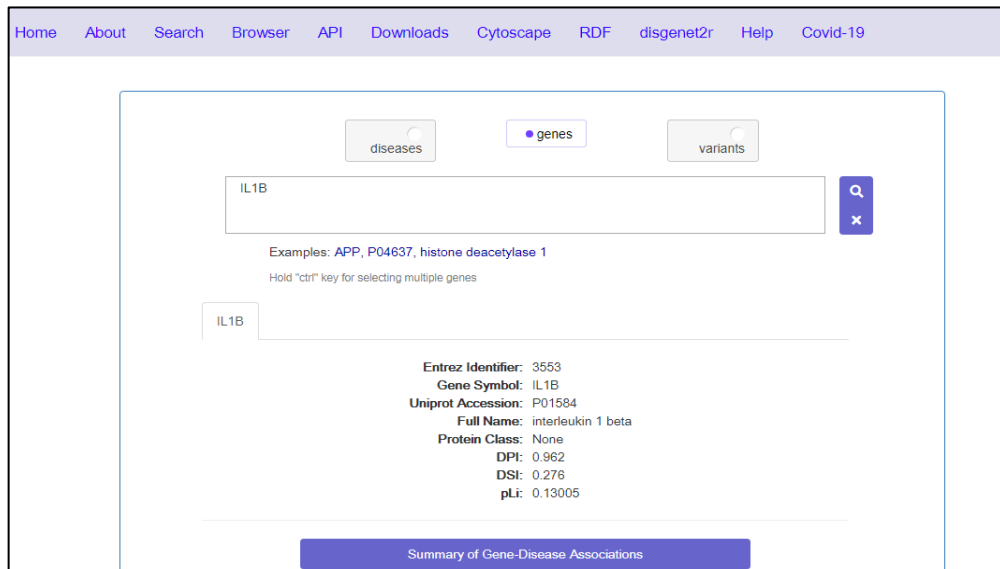 Home About Search Browser API Downloads Cytoscape RDF disgenet2r Help Covid-19
diseases genes variants
IL1B
Examples: APP, P04637, histone deacetylase 1
Hold "ctrl" key for selecting multiple genes
IL1B
Entrez Identifier: 3553
Gene Symbol: IL1B
Uniprot Accession: P01584
Full Name: interleukin 1 beta
Protein Class: None
DPI: 0.962
DSI: 0.276
pLi: 0.13005
Summary of Gene-Disease Associations